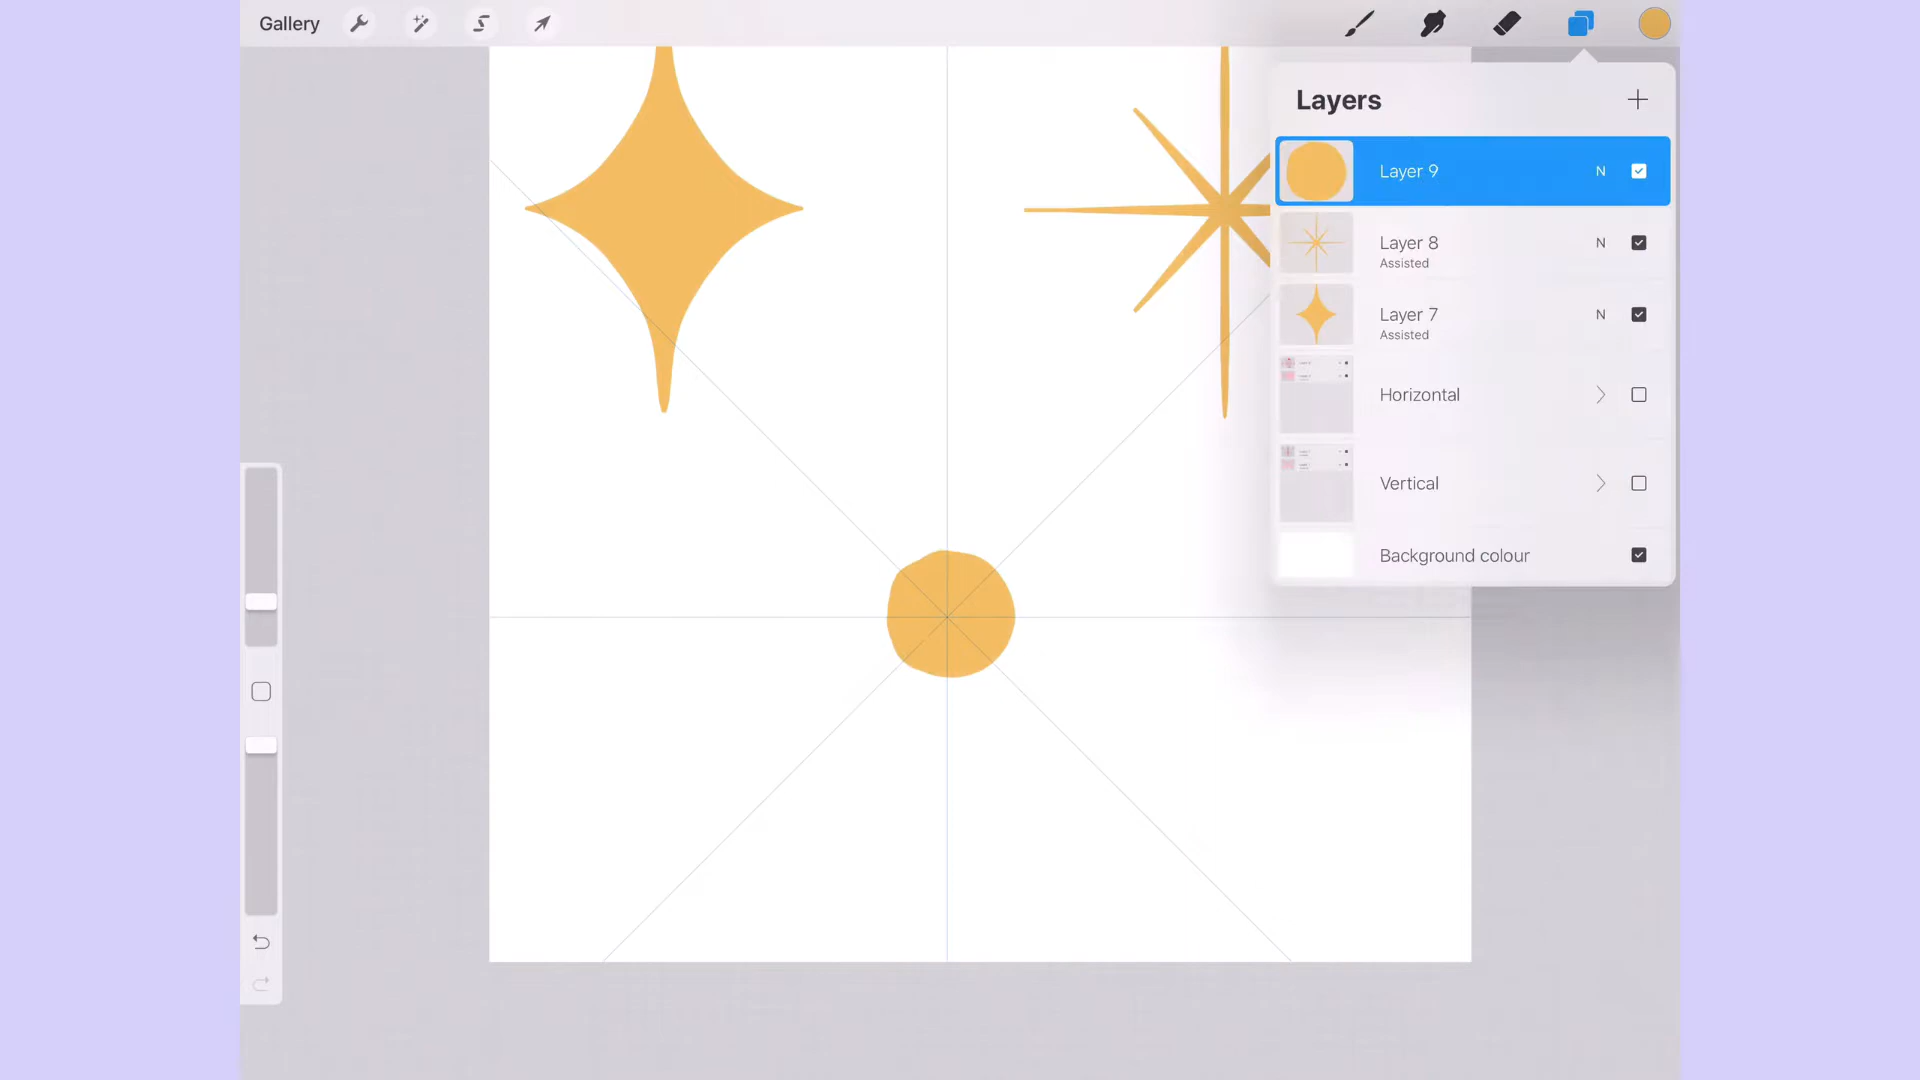 Gallery
Layers
Layer 9
N
Layer 8
N
Assisted
Layer 7
N
Assisted
Horizontal
Vertical
Background colour